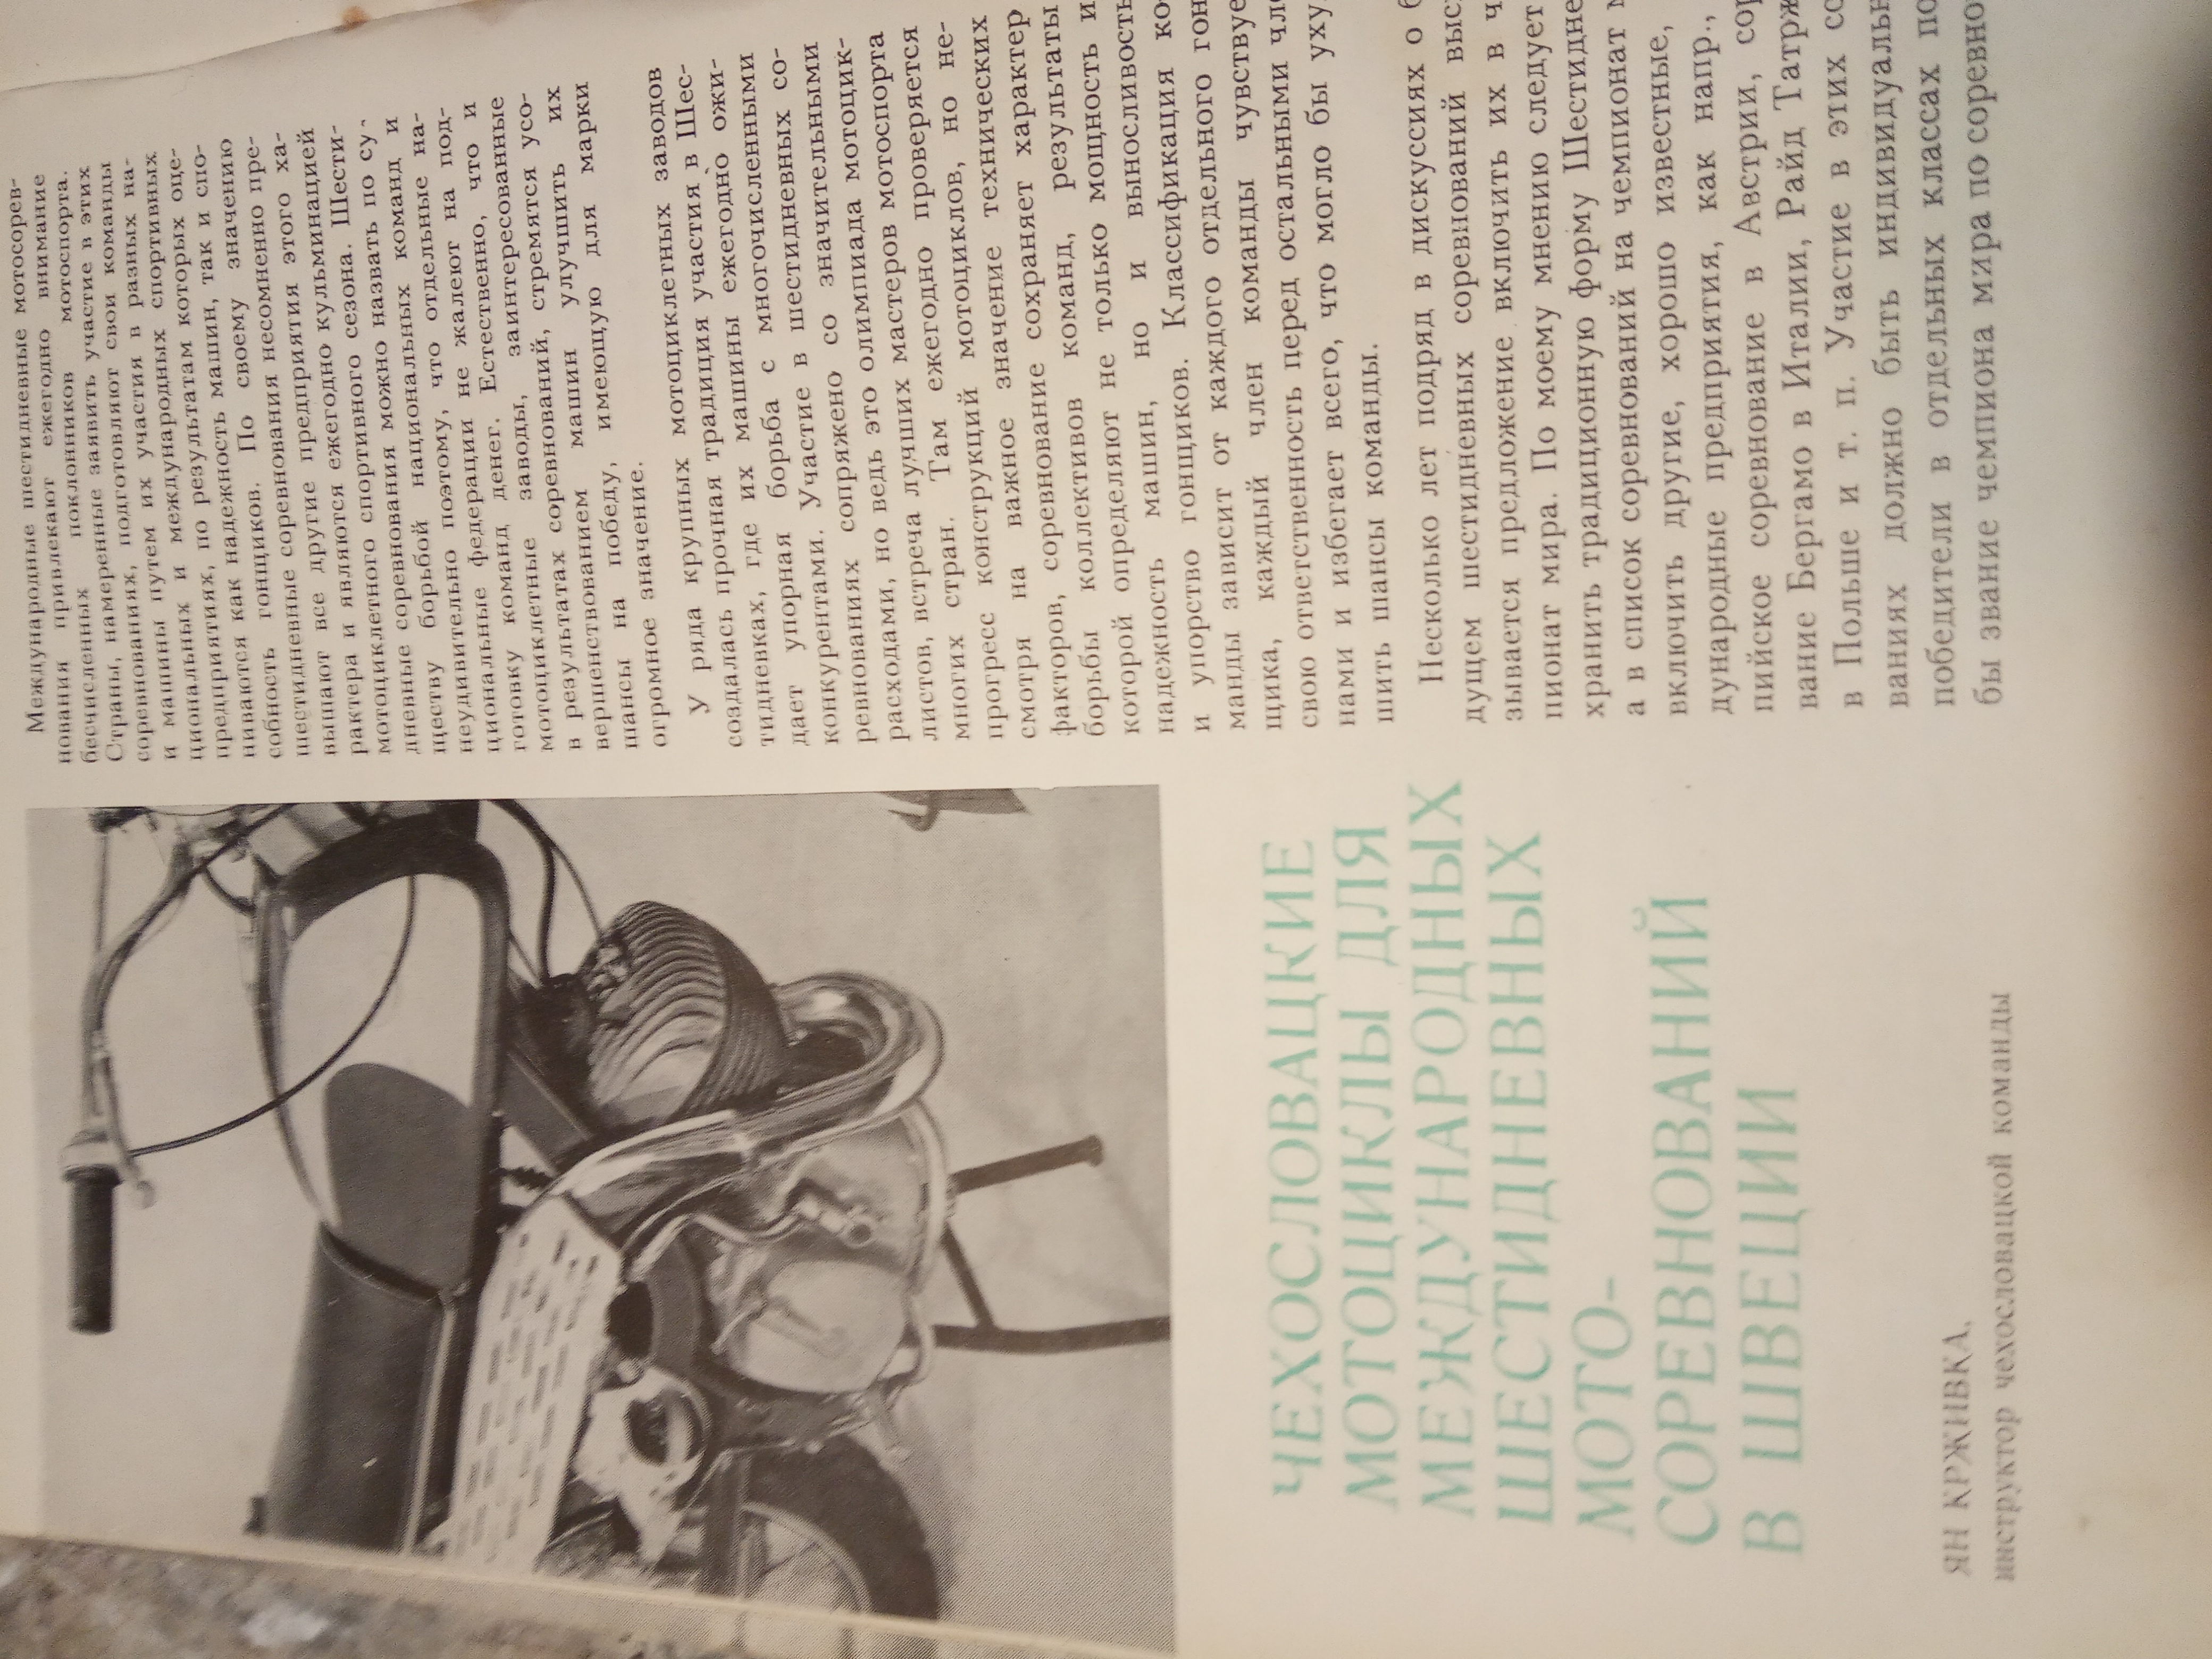 ЧЕХОСЛОВАЦКИЕ
МОТОЦИКЛЫ ДЛЯ
МЕЖДУНАРОДНЫХ
ШЕСТИДНЕВНЫХ
МОТО-
СОРЕВНОВАНИЙ
В ШВЕЦИИ
ЯН КРЖИВКА,
инструктор чехословацкой команды
Международные шестидневные мотосорев-
нования привлекают ежегодно внимание
бесчисленных поклонников мотоспорта.
Страны, намеренные заявить участие в этих
соревнованиях, подготовляют свои команды
и машины путем их участия в разных на-
циональных и международных спортивных
предприятиях, по результатам которых оце-
ниваются как надежность машин, так и спо-
собность гонщиков. По своему значению
шестидневные соревнования несомненно пре-
вышают все другие предприятия этого ха-
рактера и являются ежегодно кульминацией
мотоциклетного спортивного сезона. Шести-
дневные соревнования можно назвать по су-
ществу борьбой национальных команд и
неудивительно поэтому, что отдельные на-
циональные федерации не жалеют на под-
готовку команд денег. Естественно, что и
мотоциклетные заводы, заинтересованные
в результатах соревнований, стремятся усо-
вершенствованием машин улучшить их
шансы на победу, имеющую для марки
огромное значение.
У ряда крупных мотоциклетных заводов
создалась прочная традиция участия в Шес-
тидневках, где их машины ежегодно ожи-
дает упорная борьба с многочисленными
конкурентами. Участие в шестидневных со-
ревнованиях сопряжено со значительными
расходами, но ведь это олимпиада мотоцик-
листов, встреча лучших мастеров мотоспорта
многих стран. Там ежегодно проверяется
прогресс конструкций мотоциклов, но не-
смотря на важное значение технических
факторов, соревнование сохраняет характер
борьбы коллективов команд, результаты
которой определяют не только мощность и
надежность машин, но и выносливость
и упорство гонщиков. Классификация ко-
манды зависит от каждого отдельного гон
щика, каждый член команды чувствуе
свою ответственность перед остальными чле
нами и избегает всего, что могло бы уху
шить шансы команды.
Несколько лет подряд в дискуссиях о б
дущем шестидневных соревнований выс
зывается предложение включить их в ч
пионат мира. По моему мнению следует
хранить традиционную форму Шестидне
а в список соревнований на чемпионат м
включить другие, хорошо известные,
дународные предприятия, как напр.,
пийское соревнование в Австрии, сор
вание Бергамо в Италии, Райд Татрж
в Польше и т. п. Участие в этих со
ваниях должно быть индивидуальн
победители в отдельных классах по
бы звание чемпиона мира по соревно